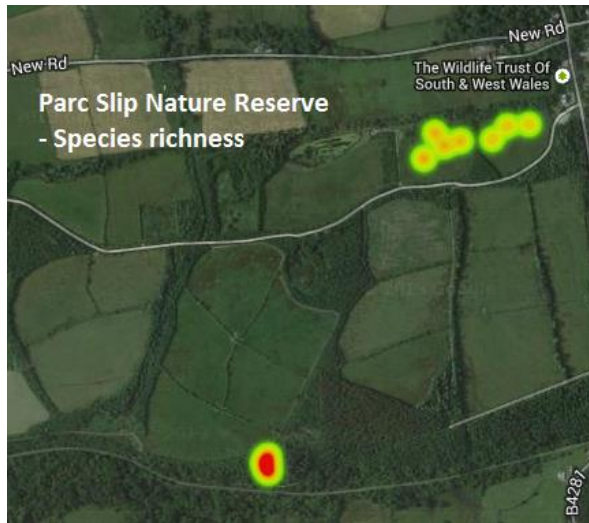 New Rd
New Rd
The Wildlife Trust Of
South & West Wales
Parc Slip Nature Reserve
- Species richness
B4281